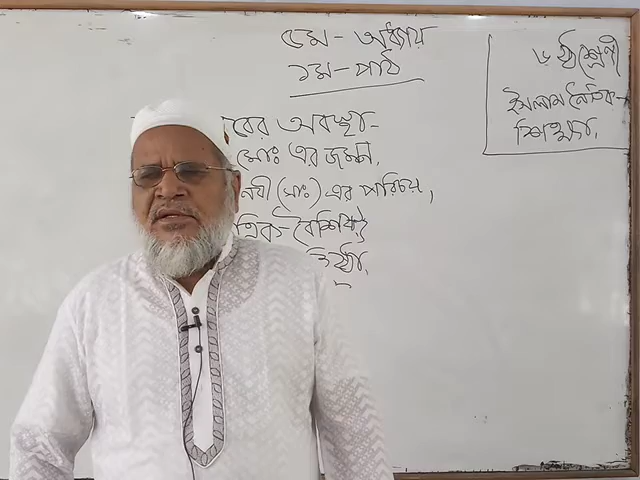 ৫ম - অধ্যায়
১ম - পাঠ
৬ষ্ঠ শ্রেণী
ইসলাম নৈতিক
শিক্ষা,
বের অবস্থা -
মোঃ এর জন্ম,
নবী (সাঃ) এর পরিচয়,
ত্রিক বৈশিষ্ট্য